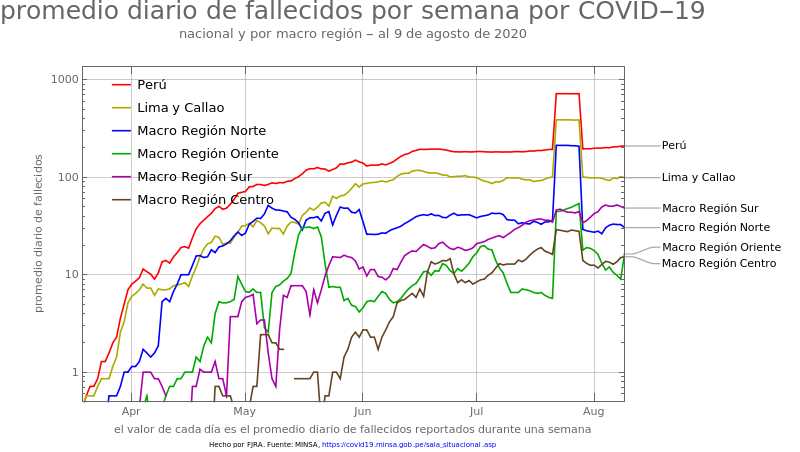 promedio diario de fallecidos por semana por COVID‒19
nacional y por macro región ‒ al 9 de agosto de 2020
promedio diario de fallecidos
1000
100
10
1
Perú
Lima y Callao
Macro Región Norte
Macro Región Oriente
Macro Región Sur
Macro Región Centro
Perú
Lima y Callao
Macro Región Sur
Macro Región Norte
Macro Región Oriente
Macro Región Centro
Apr May Jun Jul Aug
el valor de cada día es el promedio diario de fallecidos reportados durante una semana
Hecho por FJRA. Fuente: MINSA, https://covid19.minsa.gob.pe/sala_situacional .asp